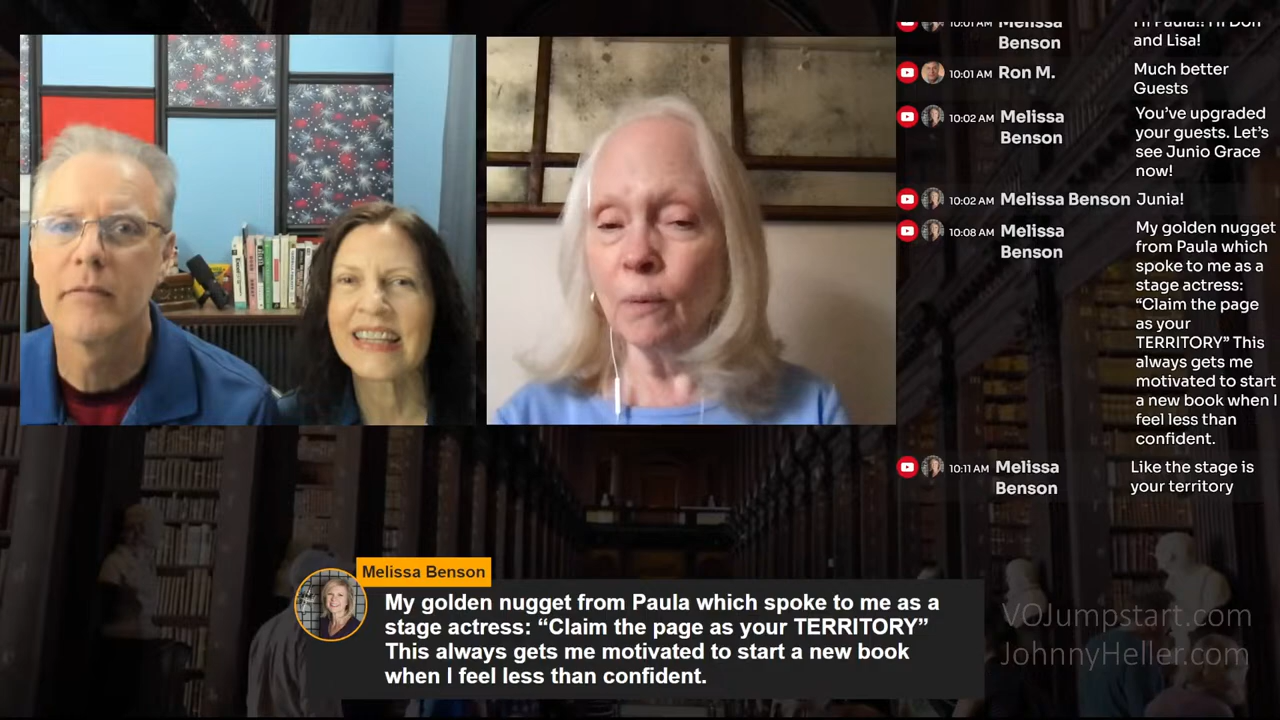 10:01 AM Melissa Benson
Hi Paula!! Hi Don
and Lisa!
10:01 AM Ron M.
Much better
Guests
10:02 AM Melissa
Benson
You've upgraded
your guests. Let's
see Junio Grace
now!
10:02 AM Melissa Benson Junia!
10:08 AM Melissa
Benson
My golden nugget
from Paula which
spoke to me as a
stage actress:
“Claim the page
as your
TERRITORY” This
always gets me
motivated to start
a new book when I
feel less than
confident.
10:11 AM Melissa
Benson
Like the stage is
your territory
Melissa Benson
My golden nugget from Paula which spoke to me as a
stage actress: “Claim the page as your TERRITORY”
This always gets me motivated to start a new book
when I feel less than confident.
VOJumpstart.com
JohnnyHeller.com